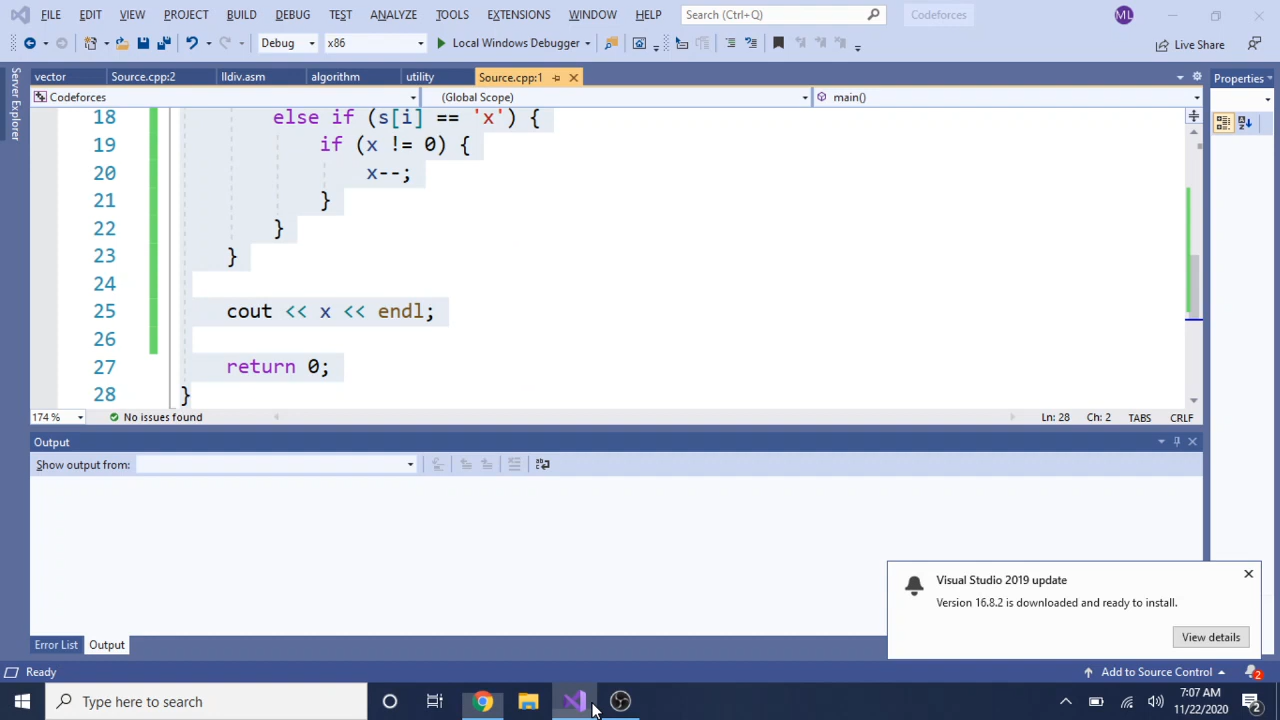 FILE EDIT VIEW PROJECT BUILD DEBUG TEST ANALYZE TOOLS EXTENSIONS WINDOW HELP Search (Ctrl+Q) Codeforces ML
Debug x86 Local Windows Debugger Live Share
Server Explorer
vector Source.cpp:2 lldiv.asm algorithm utility Source.cpp:1 Properties
Codeforces (Global Scope) main()
18 else if (s[i] == 'x') {
19 if (x != 0) {
20 x--;
21 }
22 }
23 }
24
25 cout << x << endl;
26
27 return 0;
28 }
174 % No issues found Ln: 28 Ch: 2 TABS CRLF
Output
Show output from:
Visual Studio 2019 update
Version 16.8.2 is downloaded and ready to install.
View details
Error List Output
Ready Add to Source Control 2
Type here to search
7:07 AM
11/22/2020
2